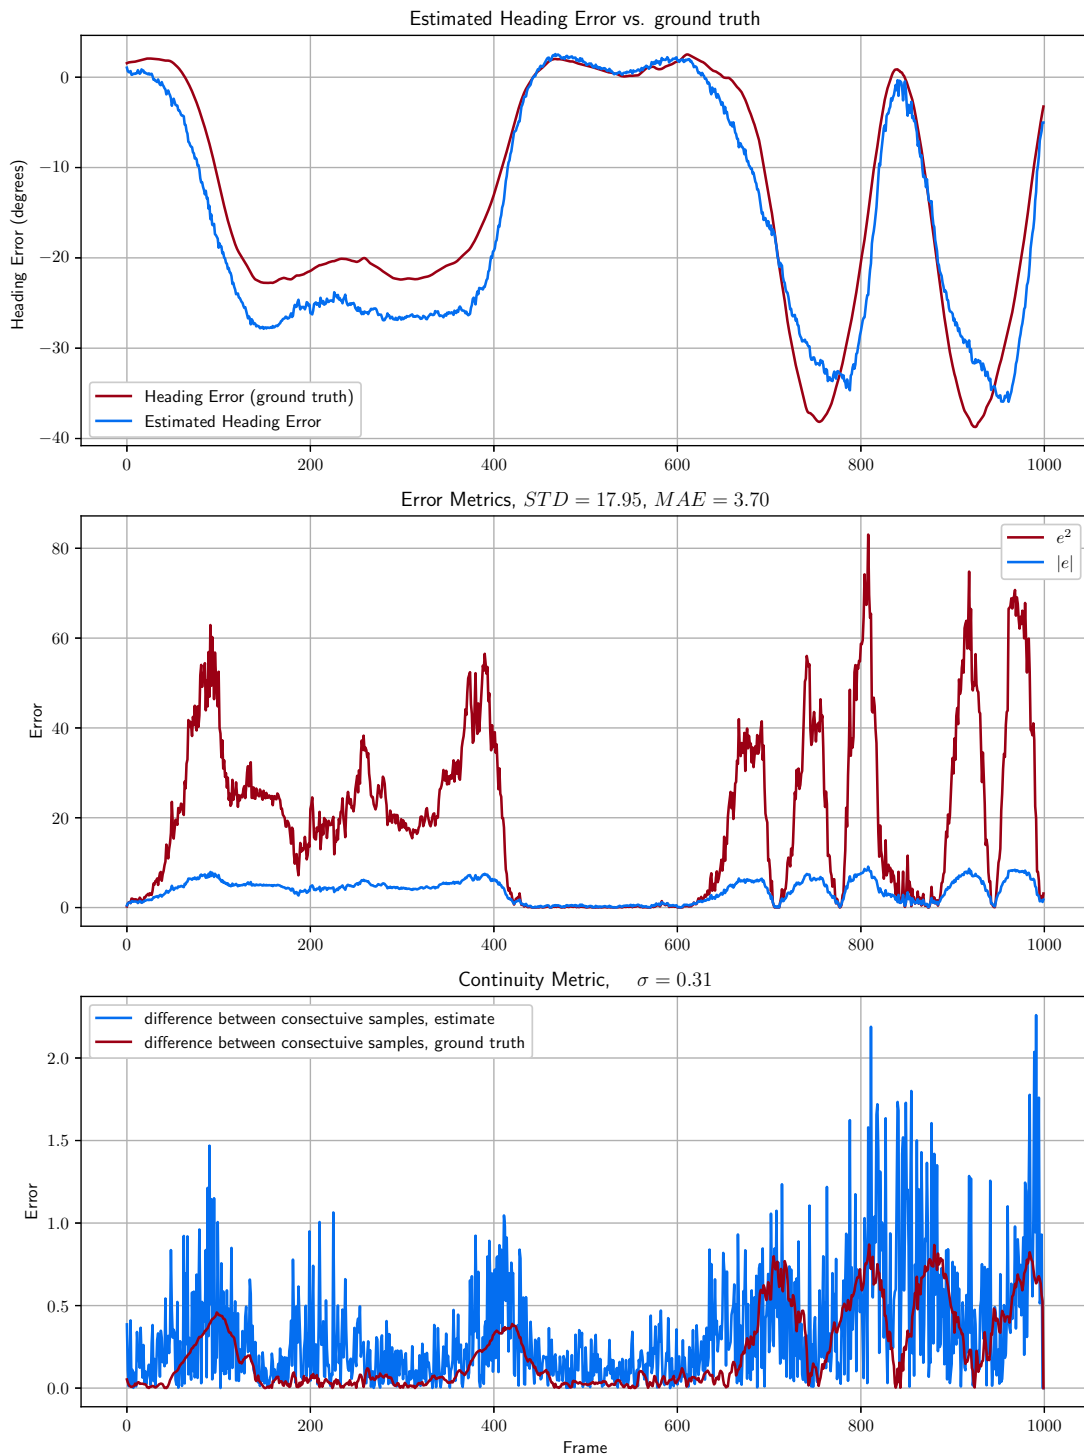 Estimated Heading Error vs. ground truth
Heading Error (degrees)
0
−10
−20
−30
−40
Heading Error (ground truth)
Estimated Heading Error
0 200 400 600 800 1000
Error Metrics, STD = 17.95, MAE = 3.70
Error
80
60
40
20
0
e²
|e|
0 200 400 600 800 1000
Continuity Metric, σ = 0.31
Error
2.0
1.5
1.0
0.5
0.0
difference between consectuive samples, estimate
difference between consectuive samples, ground truth
0 200 400 600 800 1000
Frame